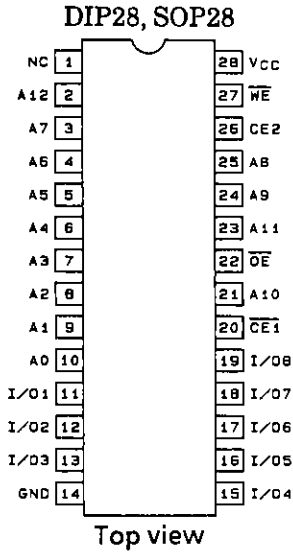 DIP28, SOP28
NC 1 28 VCC
A12 2 27 W̅E̅
A7 3 26 CE2
A6 4 25 A8
A5 5 24 A9
A4 6 23 A11
A3 7 22 O̅E̅
A2 8 21 A10
A1 9 20 C̅E̅1̅
A0 10 19 I/O8
I/O1 11 18 I/O7
I/O2 12 17 I/O6
I/O3 13 16 I/O5
GND 14 15 I/O4
Top view